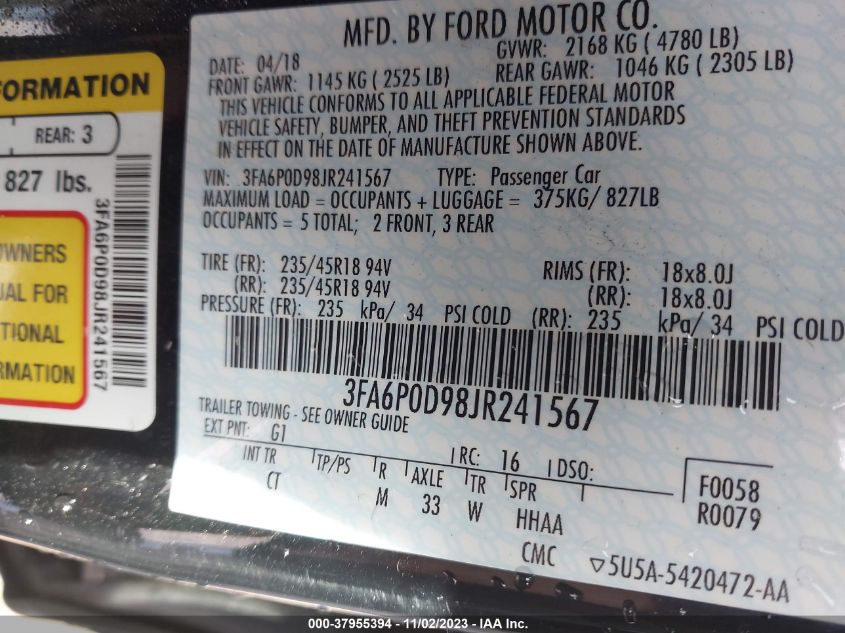 FORMATION
REAR: 3
827 lbs.
3FA6P0D98JR241567
OWNERS
UAL FOR
TIONAL
RMATION
MFD. BY FORD MOTOR CO.
DATE: 04/18 GVWR: 2168 KG ( 4780 LB)
FRONT GAWR: 1145 KG ( 2525 LB) REAR GAWR: 1046 KG ( 2305 LB)
THIS VEHICLE CONFORMS TO ALL APPLICABLE FEDERAL MOTOR
VEHICLE SAFETY, BUMPER, AND THEFT PREVENTION STANDARDS
IN EFFECT ON THE DATE OF MANUFACTURE SHOWN ABOVE.
VIN: 3FA6P0D98JR241567 TYPE: Passenger Car
MAXIMUM LOAD = OCCUPANTS + LUGGAGE = 375KG/ 827LB
OCCUPANTS = 5 TOTAL; 2 FRONT, 3 REAR
TIRE (FR): 235/45R18 94V RIMS (FR): 18x8.0J
(RR): 235/45R18 94V (RR): 18x8.0J
PRESSURE (FR): 235 kPa/ 34 PSI COLD (RR): 235 kPa/ 34 PSI COLD
3FA6P0D98JR241567
TRAILER TOWING - SEE OWNER GUIDE
EXT PNT: G1 RC: 16 DSO:
INT TR TP/PS R AXLE TR SPR F0058
CT M 33 W HHAA R0079
CMC ▽5U5A-5420472-AA
000-37955394 - 11/02/2023 - IAA Inc.